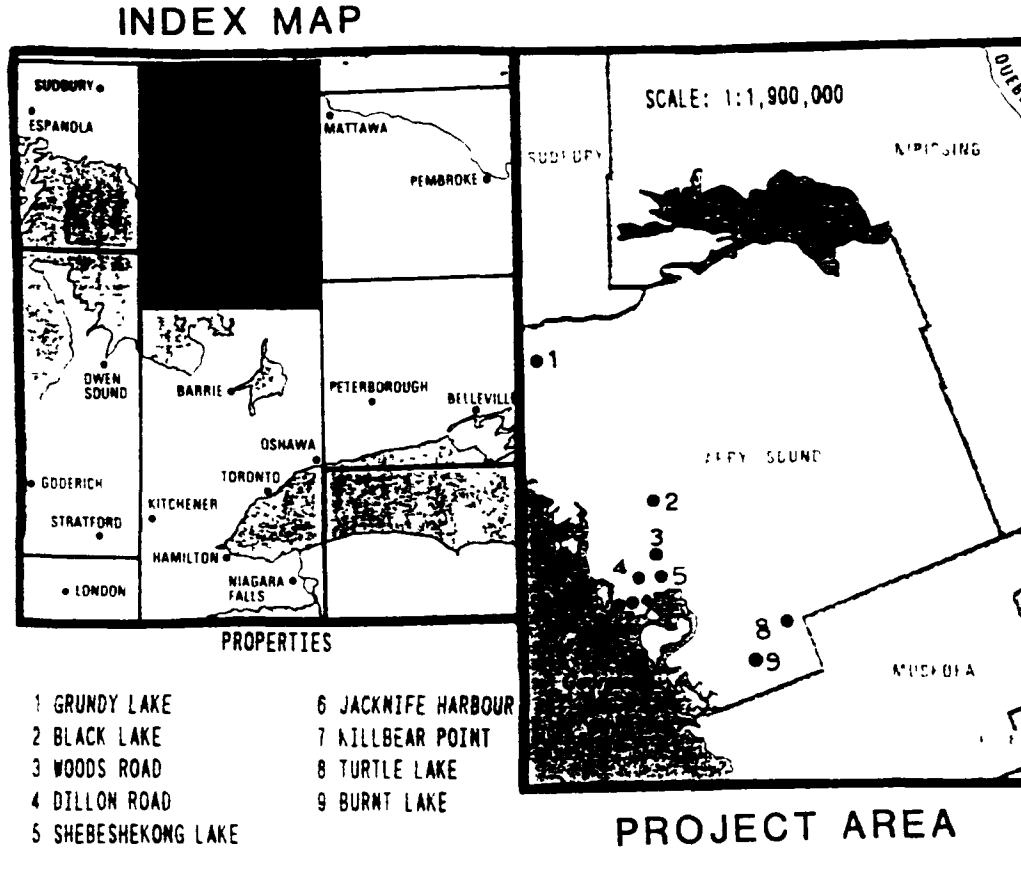 INDEX MAP
SUDBURY
ESPANOLA
MATTAWA
PEMBROKE
OWEN
SOUND
BARRIE
PETERBOROUGH
OSHAWA
TORONTO
GODERICH
KITCHENER
STRATFORD
HAMILTON
LONDON
NIAGARA
FALLS
SCALE: 1:1,900,000
SUDBURY
NIPISSING
1
2
3
4
5
8
9
MUSKOKA
PROPERTIES
1 GRUNDY LAKE
2 BLACK LAKE
3 WOODS ROAD
4 DILLON ROAD
5 SHEBESHEKONG LAKE
6 JACKNIFE HARBOUR
7 KILLBEAR POINT
8 TURTLE LAKE
9 BURNT LAKE
PROJECT AREA